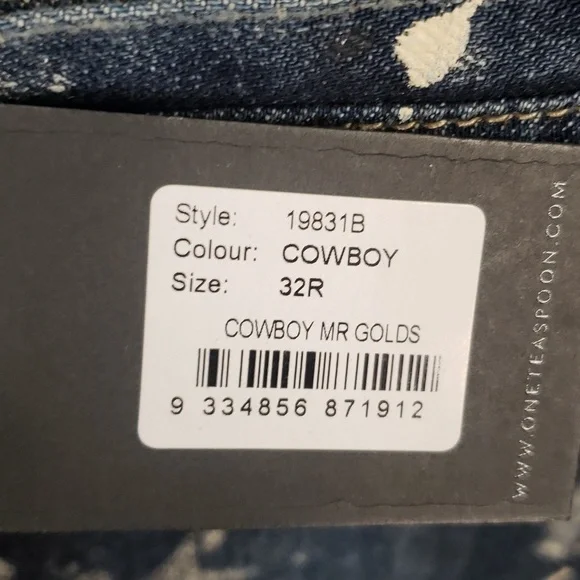 Style: 19831B
Colour: COWBOY
Size: 32R
COWBOY MR GOLDS
9 334856 871912
WWW.ONETEASPOON.COM